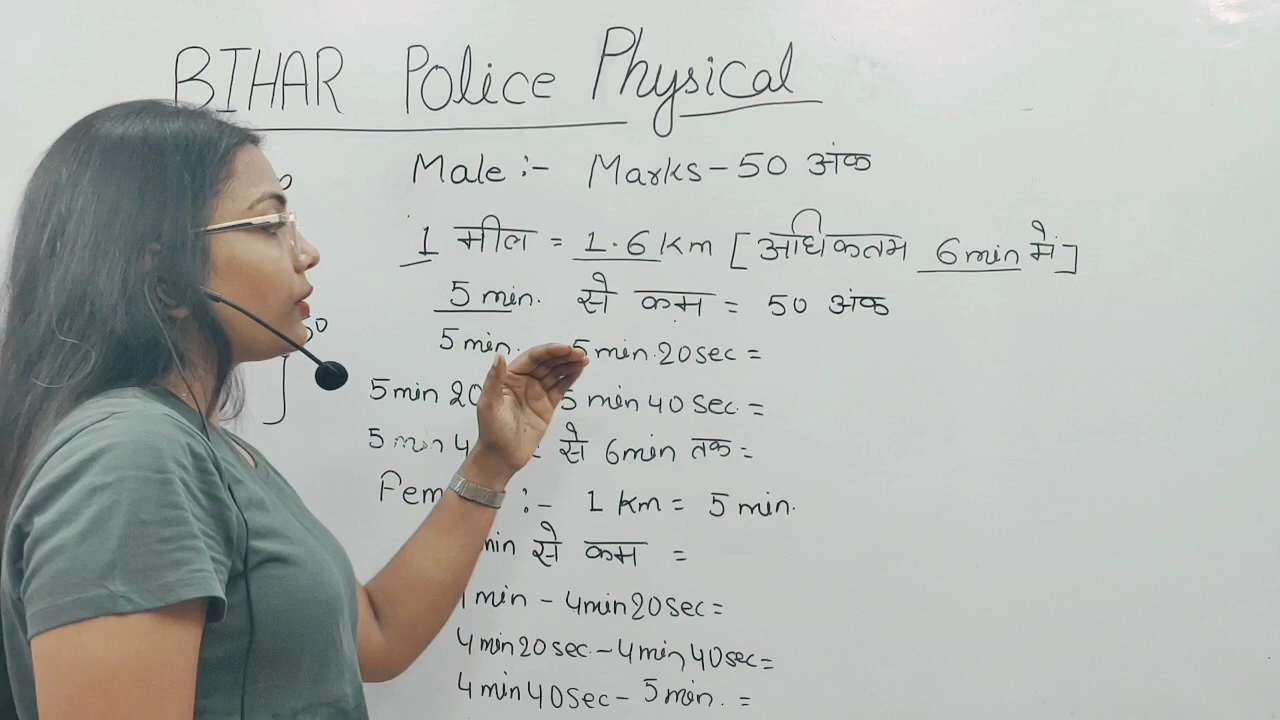 BIHAR Police Physical
Male :- Marks - 50 अंक
1 मील = 1.6 Km [अधिकतम 6 min में]
5 min. से कम = 50 अंक
5 min. 5 min. 20 sec =
5 min 20 5 min 40 Sec. =
5 min 4 से 6 min तक =
Fem :- 1 Km = 5 min.
min से कम =
min - 4 min 20 sec =
4 min 20 sec. - 4 min 40 sec =
4 min 40 Sec - 5 min. =